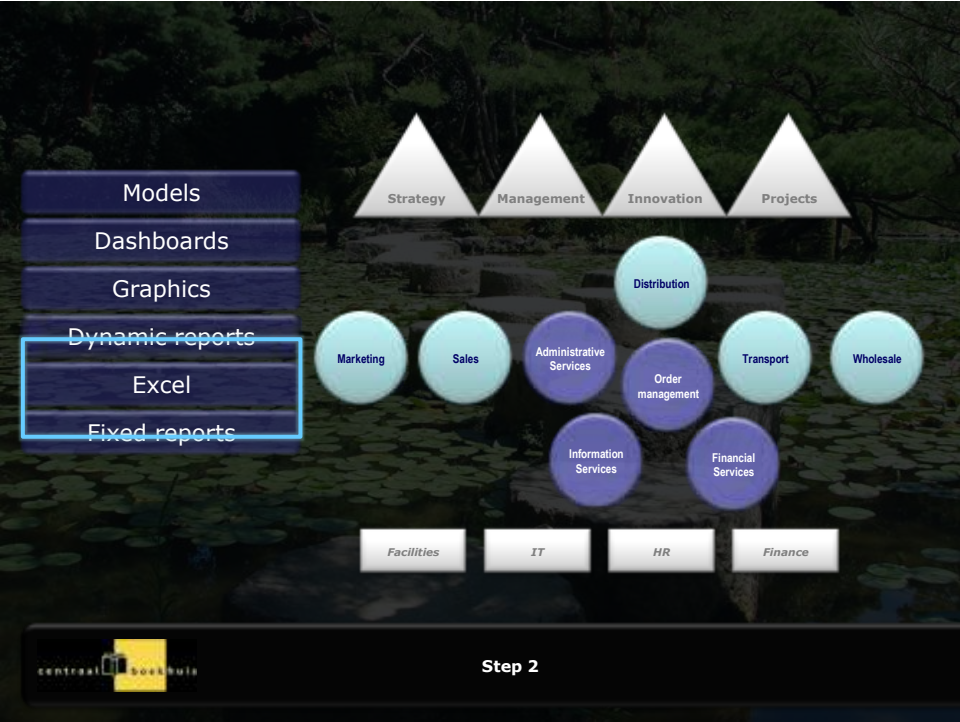 Models
Dashboards
Graphics
Dynamic reports
Excel
Fixed reports
Strategy
Management
Innovation
Projects
Distribution
Marketing
Sales
Administrative
Services
Order
management
Transport
Wholesale
Information
Services
Financial
Services
Facilities
IT
HR
Finance
centraal boekhuis
Step 2